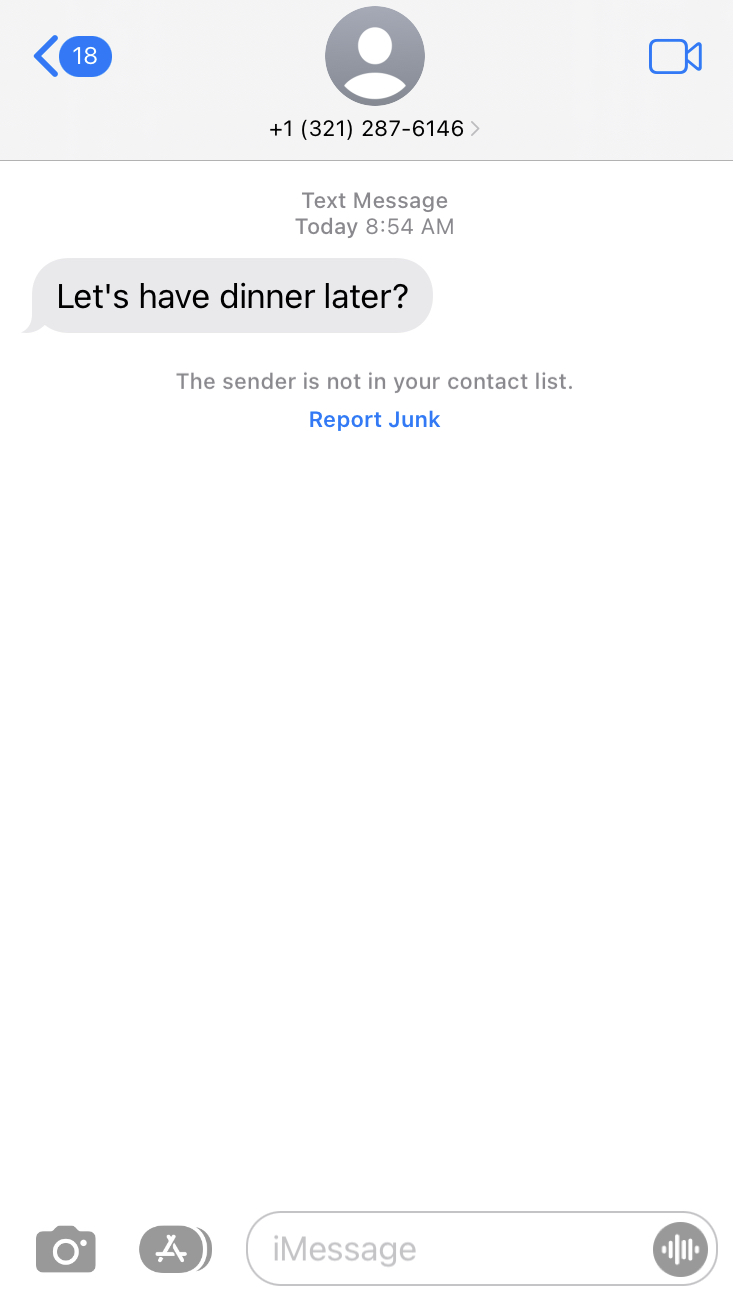 18
+1 (321) 287-6146
Text Message
Today 8:54 AM
Let's have dinner later?
The sender is not in your contact list.
Report Junk
iMessage